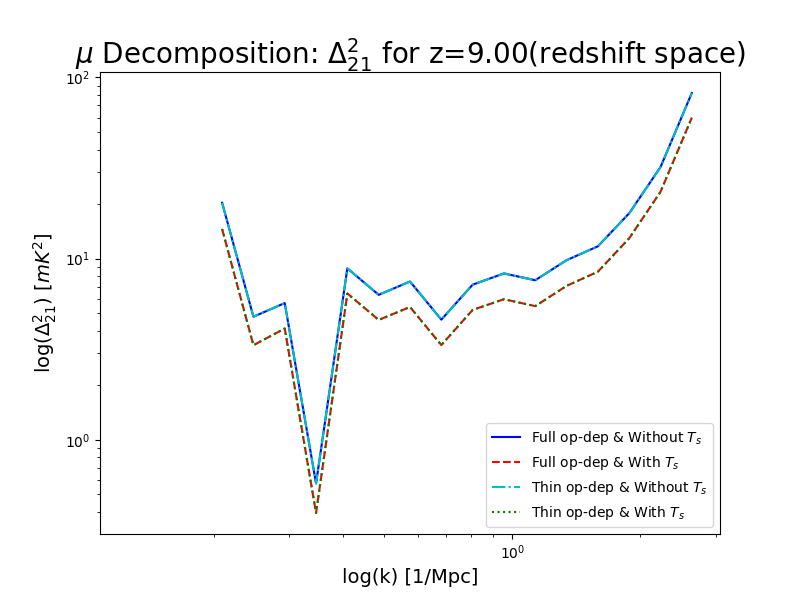 μ Decomposition: Δ²₂₁ for z=9.00(redshift space)
10²
10¹
10⁰
log(Δ²₂₁) [mK²]
Full op-dep & Without Tₛ
Full op-dep & With Tₛ
Thin op-dep & Without Tₛ
Thin op-dep & With Tₛ
10⁰
log(k) [1/Mpc]